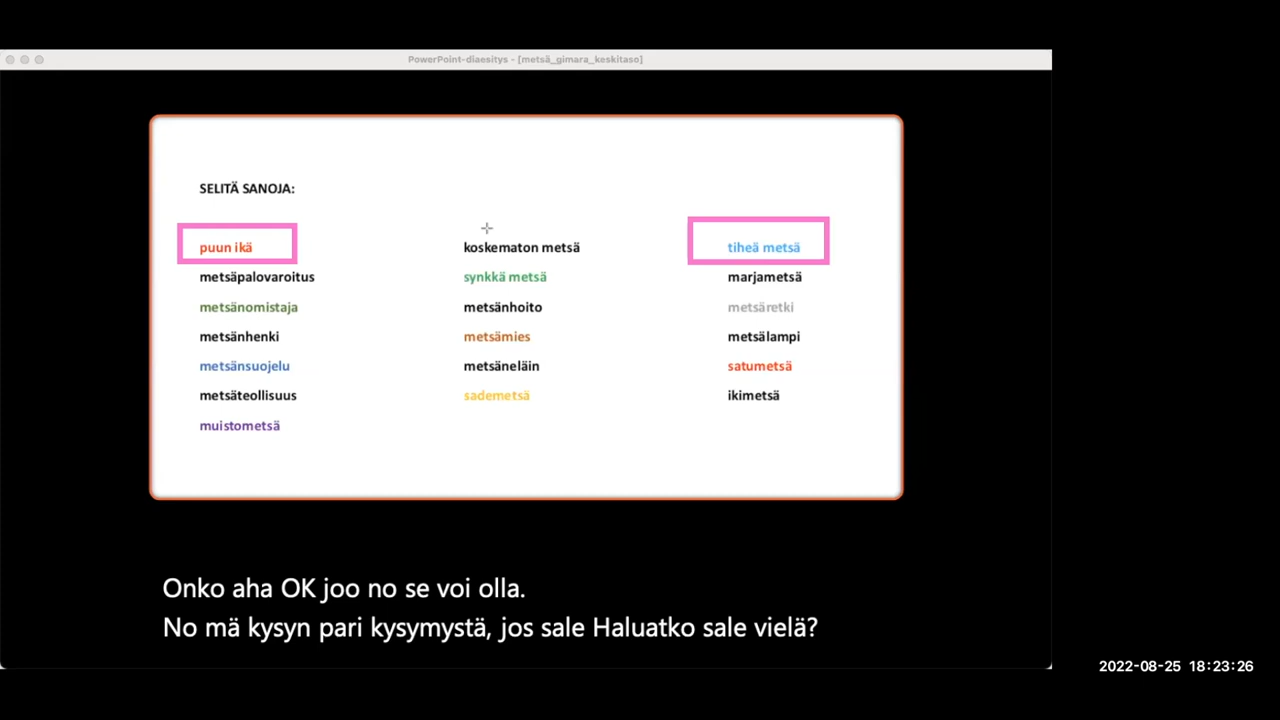 PowerPoint-diaesitys - [metsä_gimara_keskitaso]
SELITÄ SANOJA:
puun ikä
metsäpalovaroitus
metsänomistaja
metsänhenki
metsänsuojelu
metsäteollisuus
muistometsä
koskematon metsä
synkkä metsä
metsänhoito
metsämies
metsäneläin
sademetsä
tiheä metsä
marjametsä
metsäretki
metsälampi
satumetsä
ikimetsä
Onko aha OK joo no se voi olla.
No mä kysyn pari kysymystä, jos sale Haluatko sale vielä?
2022-08-25 18:23:26